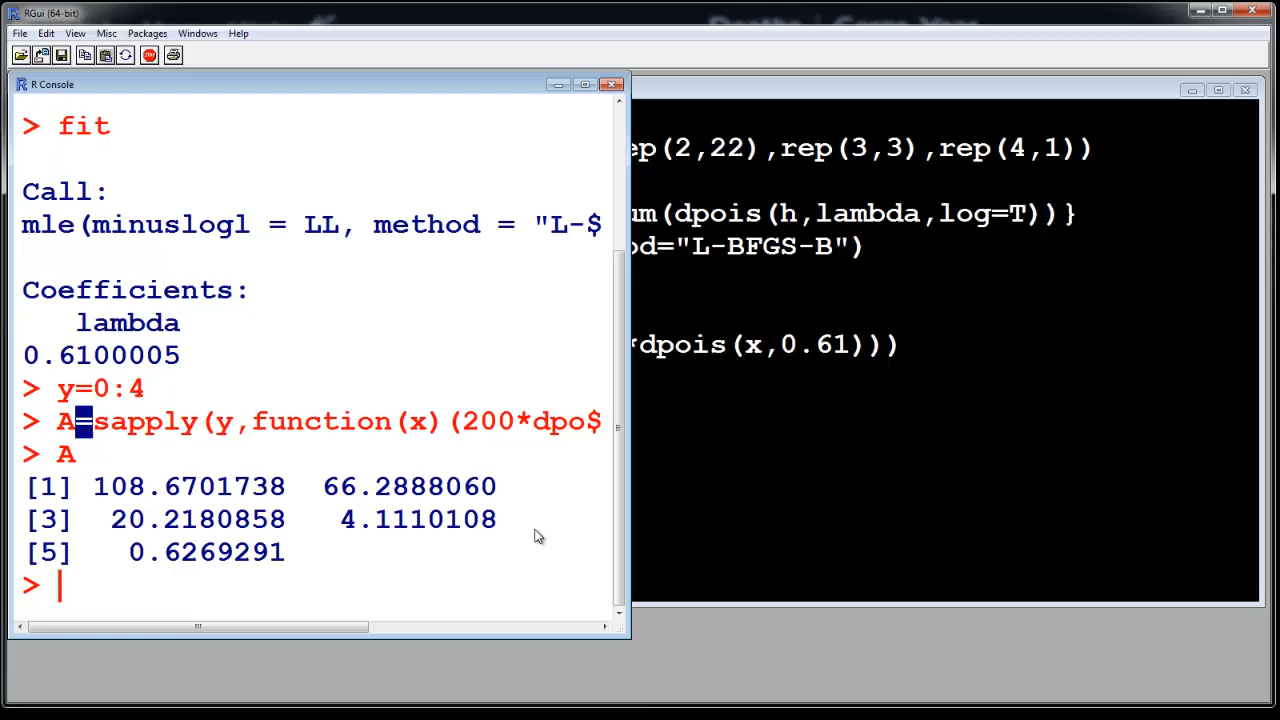 RGui (64-bit)
File Edit View Misc Packages Windows Help
STOP
R Console
> fit
Call:
mle(minuslogl = LL, method = "L-$
Coefficients:
lambda
0.6100005
> y=0:4
> A=sapply(y,function(x)(200*dpo$
> A
[1] 108.6701738 66.2888060
[3] 20.2180858 4.1110108
[5] 0.6269291
>
ep(2,22),rep(3,3),rep(4,1))
um(dpois(h,lambda,log=T))}
od="L-BFGS-B")
*dpois(x,0.61)))